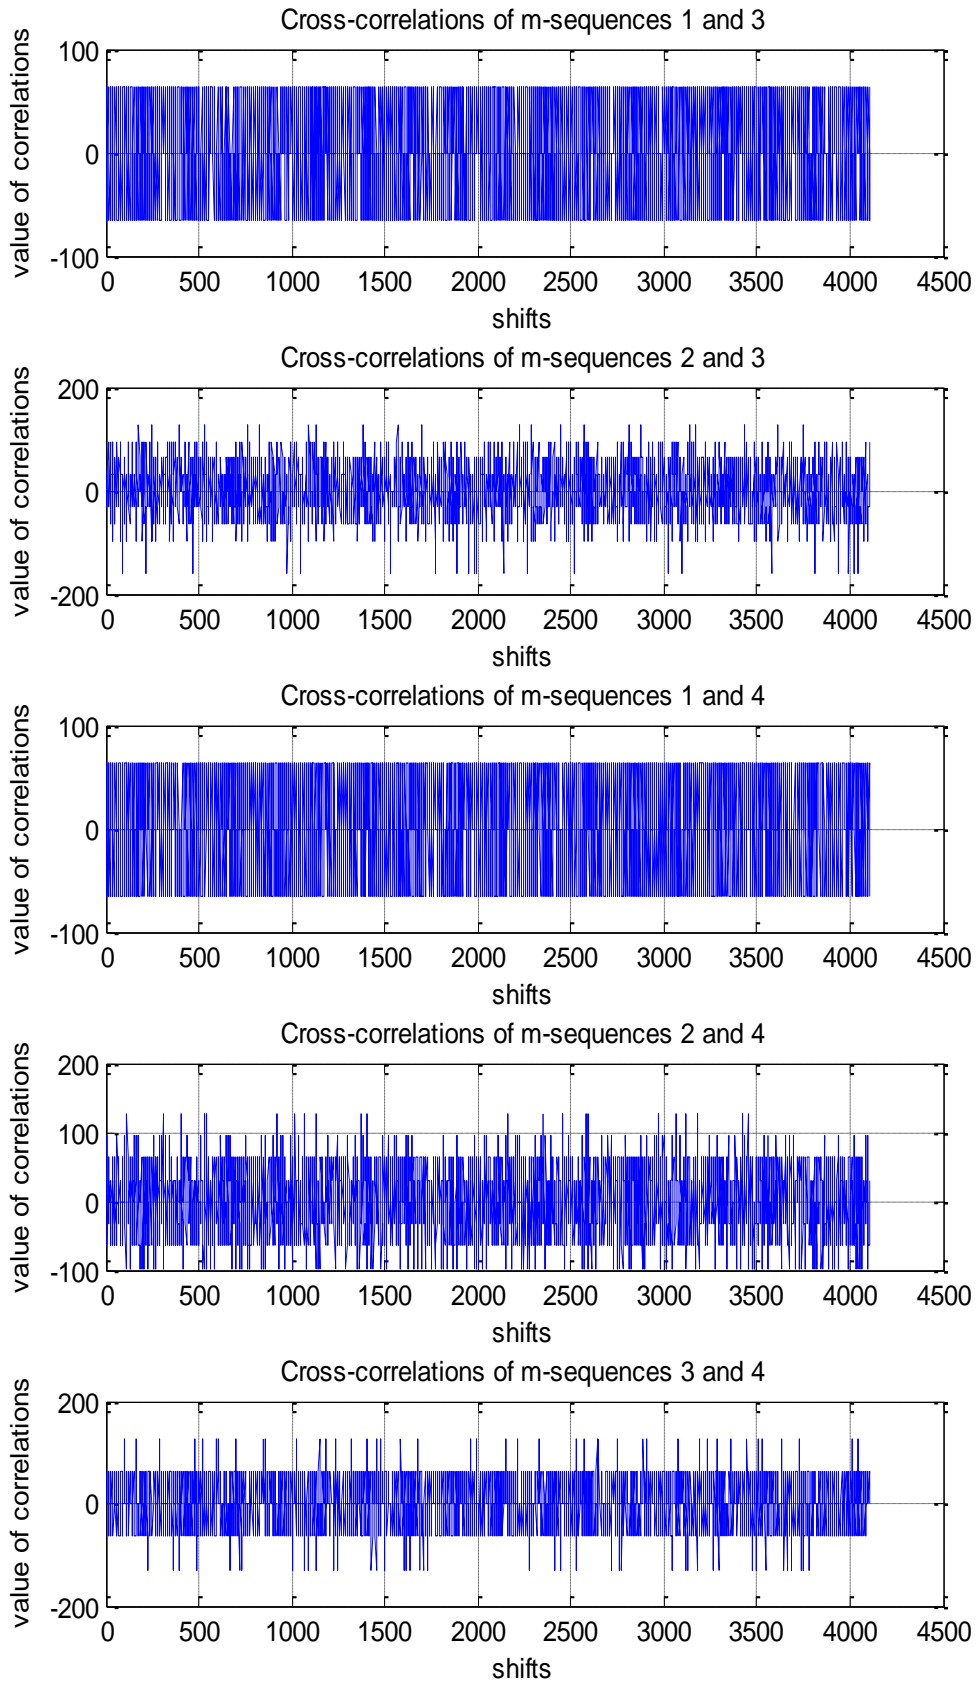 Cross-correlations of m-sequences 1 and 3
value of correlations
100
0
-100
0 500 1000 1500 2000 2500 3000 3500 4000 4500
shifts
Cross-correlations of m-sequences 2 and 3
value of correlations
200
0
-200
0 500 1000 1500 2000 2500 3000 3500 4000 4500
shifts
Cross-correlations of m-sequences 1 and 4
value of correlations
100
0
-100
0 500 1000 1500 2000 2500 3000 3500 4000 4500
shifts
Cross-correlations of m-sequences 2 and 4
value of correlations
200
100
0
-100
0 500 1000 1500 2000 2500 3000 3500 4000 4500
shifts
Cross-correlations of m-sequences 3 and 4
value of correlations
200
0
-200
0 500 1000 1500 2000 2500 3000 3500 4000 4500
shifts